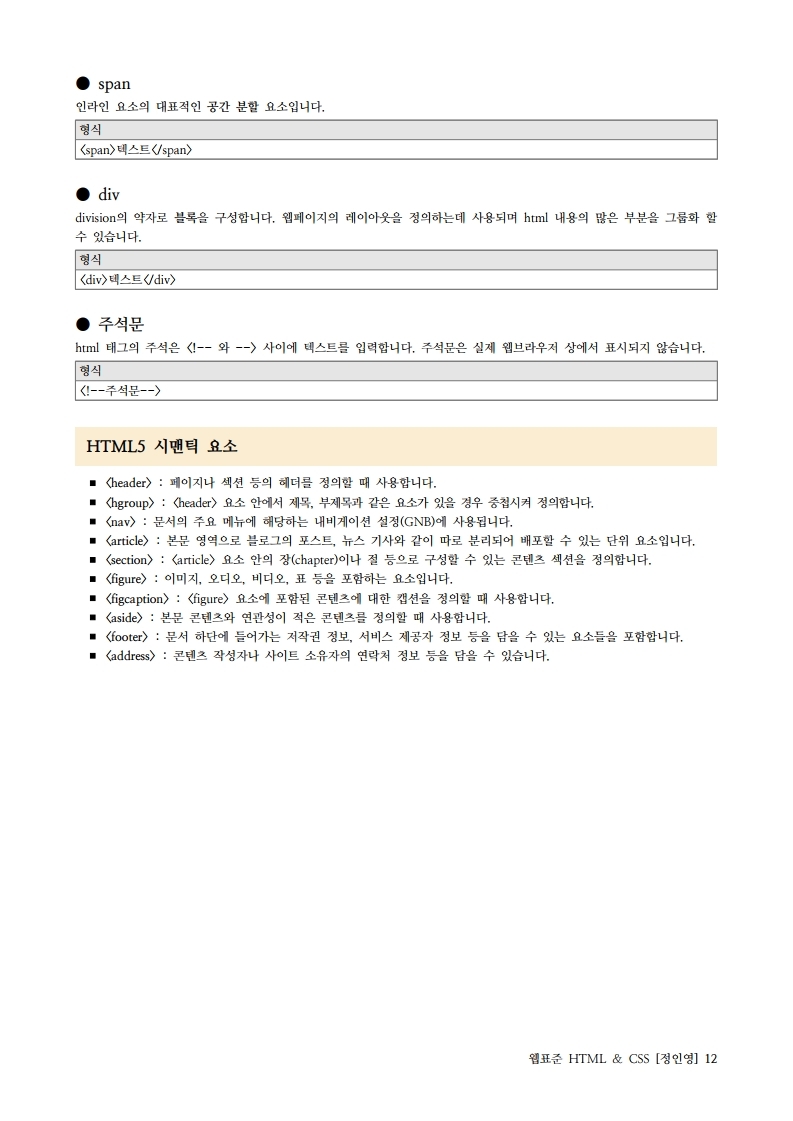 ● span
인라인 요소의 대표적인 공간 분할 요소입니다.
형식
<span>텍스트</span>
● div
division의 약자로 블록을 구성합니다. 웹페이지의 레이아웃을 정의하는데 사용되며 html 내용의 많은 부분을 그룹화 할
수 있습니다.
형식
<div>텍스트</div>
● 주석문
html 태그의 주석은 <!-- 와 --> 사이에 텍스트를 입력합니다. 주석문은 실제 웹브라우저 상에서 표시되지 않습니다.
형식
<!--주석문-->
HTML5 시맨틱 요소
■ <header> : 페이지나 섹션 등의 헤더를 정의할 때 사용합니다.
■ <hgroup> : <header> 요소 안에서 제목, 부제목과 같은 요소가 있을 경우 중첩시켜 정의합니다.
■ <nav> : 문서의 주요 메뉴에 해당하는 내비게이션 설정(GNB)에 사용됩니다.
■ <article> : 본문 영역으로 블로그의 포스트, 뉴스 기사와 같이 따로 분리되어 배포할 수 있는 단위 요소입니다.
■ <section> : <article> 요소 안의 장(chapter)이나 절 등으로 구성할 수 있는 콘텐츠 섹션을 정의합니다.
■ <figure> : 이미지, 오디오, 비디오, 표 등을 포함하는 요소입니다.
■ <figcaption> : <figure> 요소에 포함된 콘텐츠에 대한 캡션을 정의할 때 사용합니다.
■ <aside> : 본문 콘텐츠와 연관성이 적은 콘텐츠를 정의할 때 사용합니다.
■ <footer> : 문서 하단에 들어가는 저작권 정보, 서비스 제공자 정보 등을 담을 수 있는 요소들을 포함합니다.
■ <address> : 콘텐츠 작성자나 사이트 소유자의 연락처 정보 등을 담을 수 있습니다.
웹표준 HTML & CSS [정인영] 12